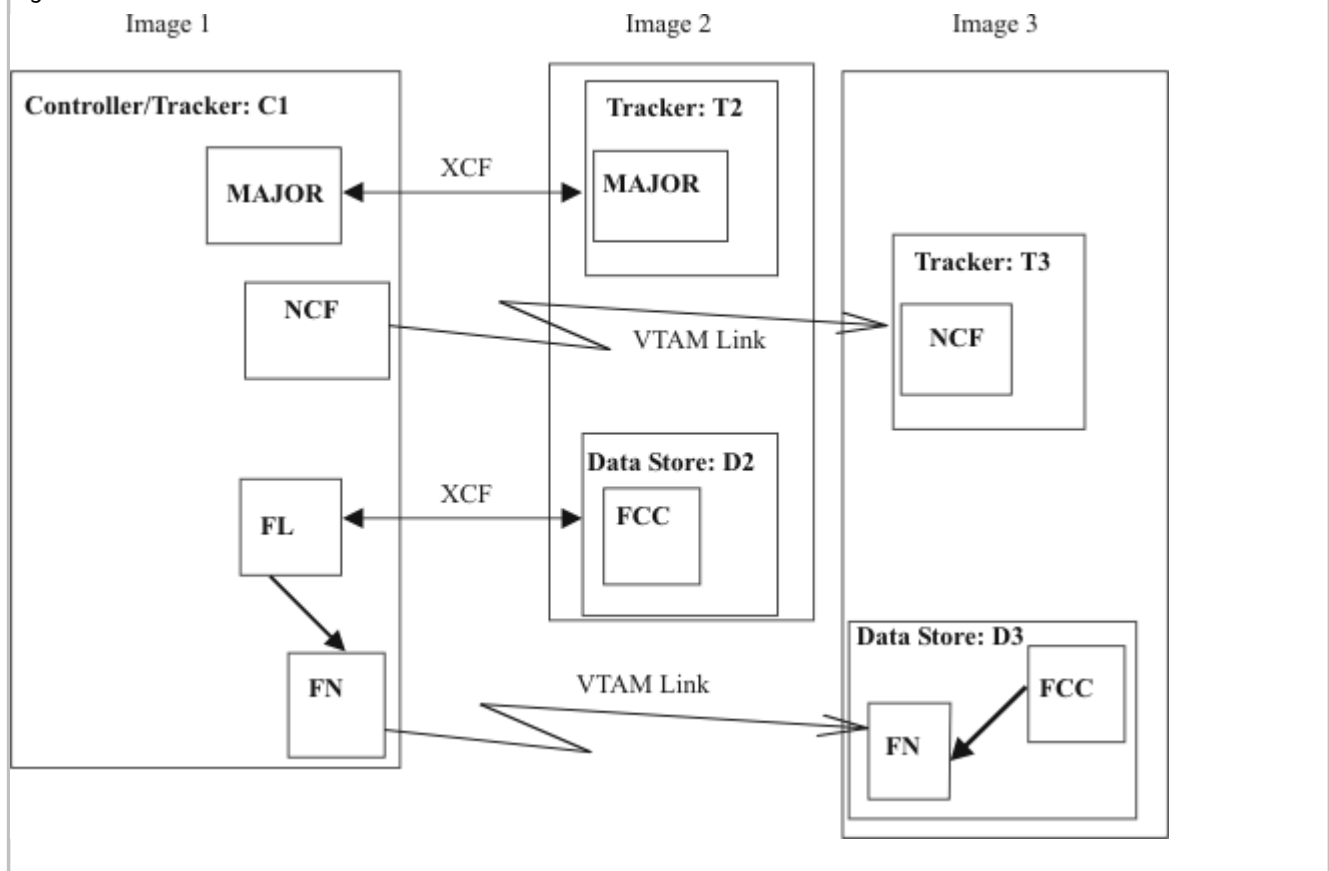 Image 1
Image 2
Image 3
Controller/Tracker: C1
Tracker: T2
MAJOR
XCF
MAJOR
Tracker: T3
NCF
VTAM Link
NCF
Data Store: D2
XCF
FL
FCC
Data Store: D3
FN
VTAM Link
FCC
FN